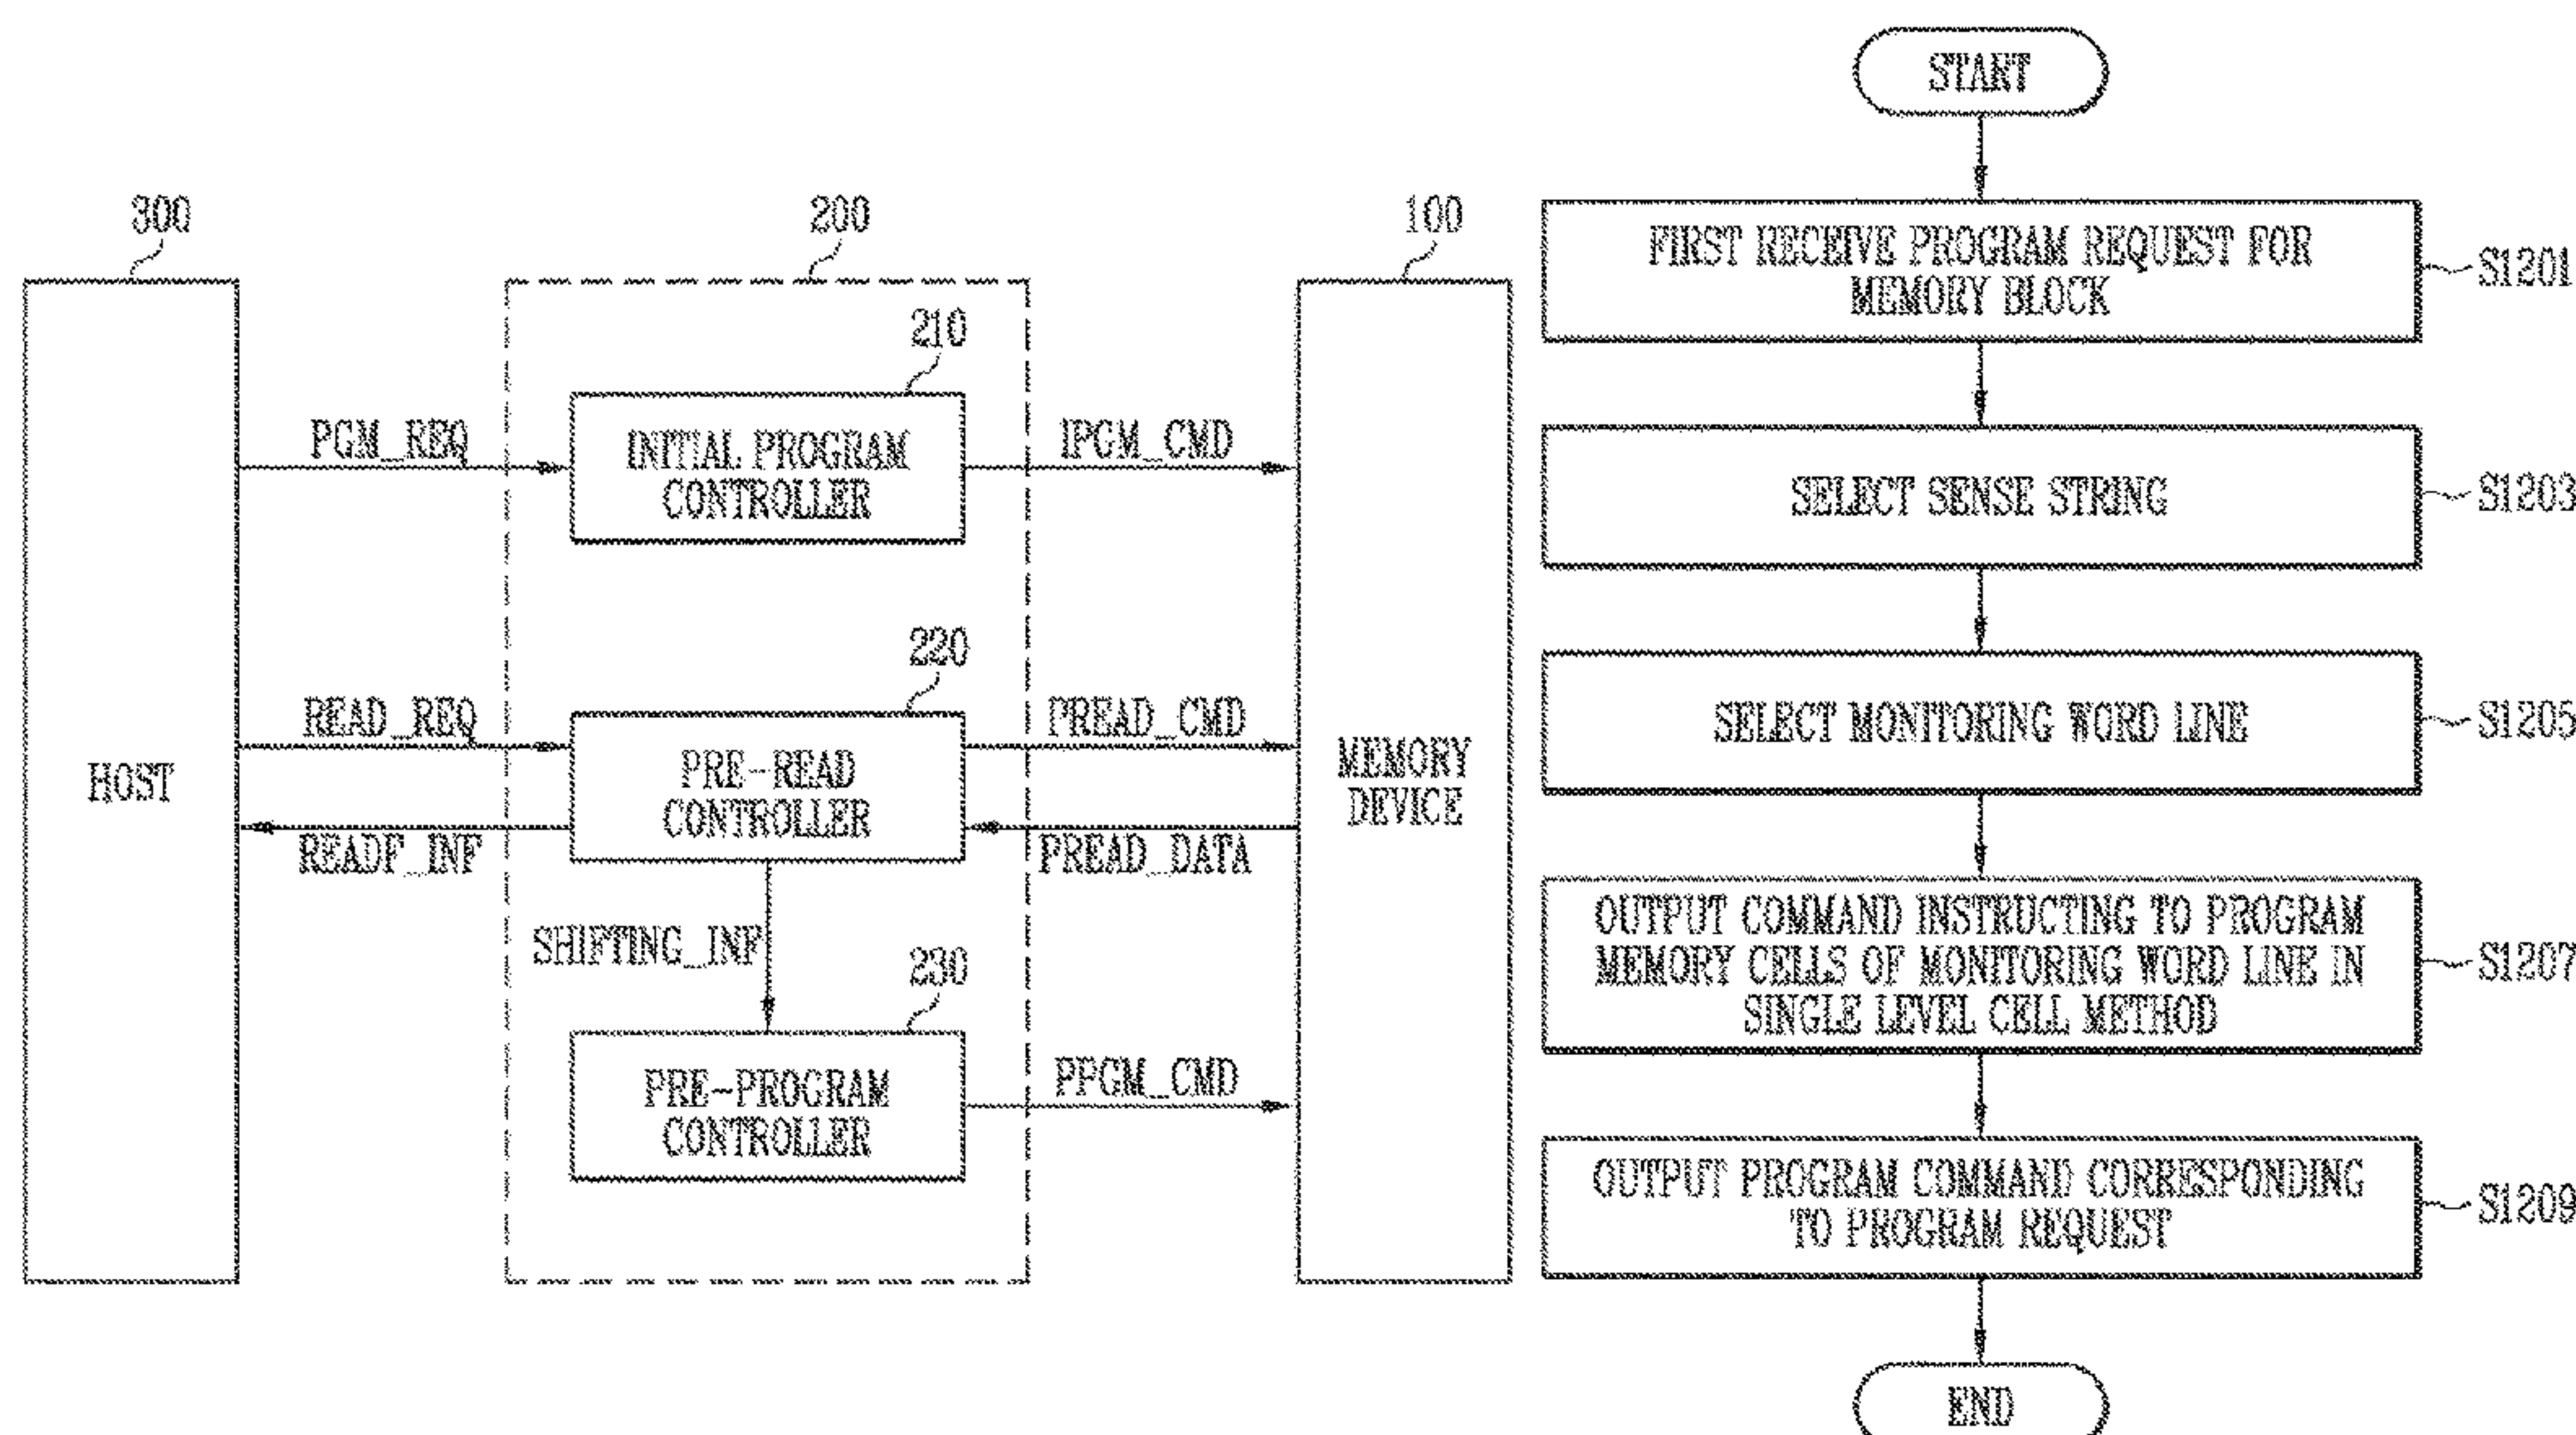 300
200
100
210
PGM_REQ
INITIAL PROGRAM
CONTROLLER
IPGM_CMD
220
HOST
READ_REQ
READF_INF
PRE-READ
CONTROLLER
PREAD_CMD
PREAD_DATA
MEMORY
DEVICE
SHIFTING_INF
230
PRE-PROGRAM
CONTROLLER
PPGM_CMD
START
FIRST RECEIVE PROGRAM REQUEST FOR
MEMORY BLOCK
S1201
SELECT SENSE STRING
S1203
SELECT MONITORING WORD LINE
S1205
OUTPUT COMMAND INSTRUCTING TO PROGRAM
MEMORY CELLS OF MONITORING WORD LINE IN
SINGLE LEVEL CELL METHOD
S1207
OUTPUT PROGRAM COMMAND CORRESPONDING
TO PROGRAM REQUEST
S1209
END